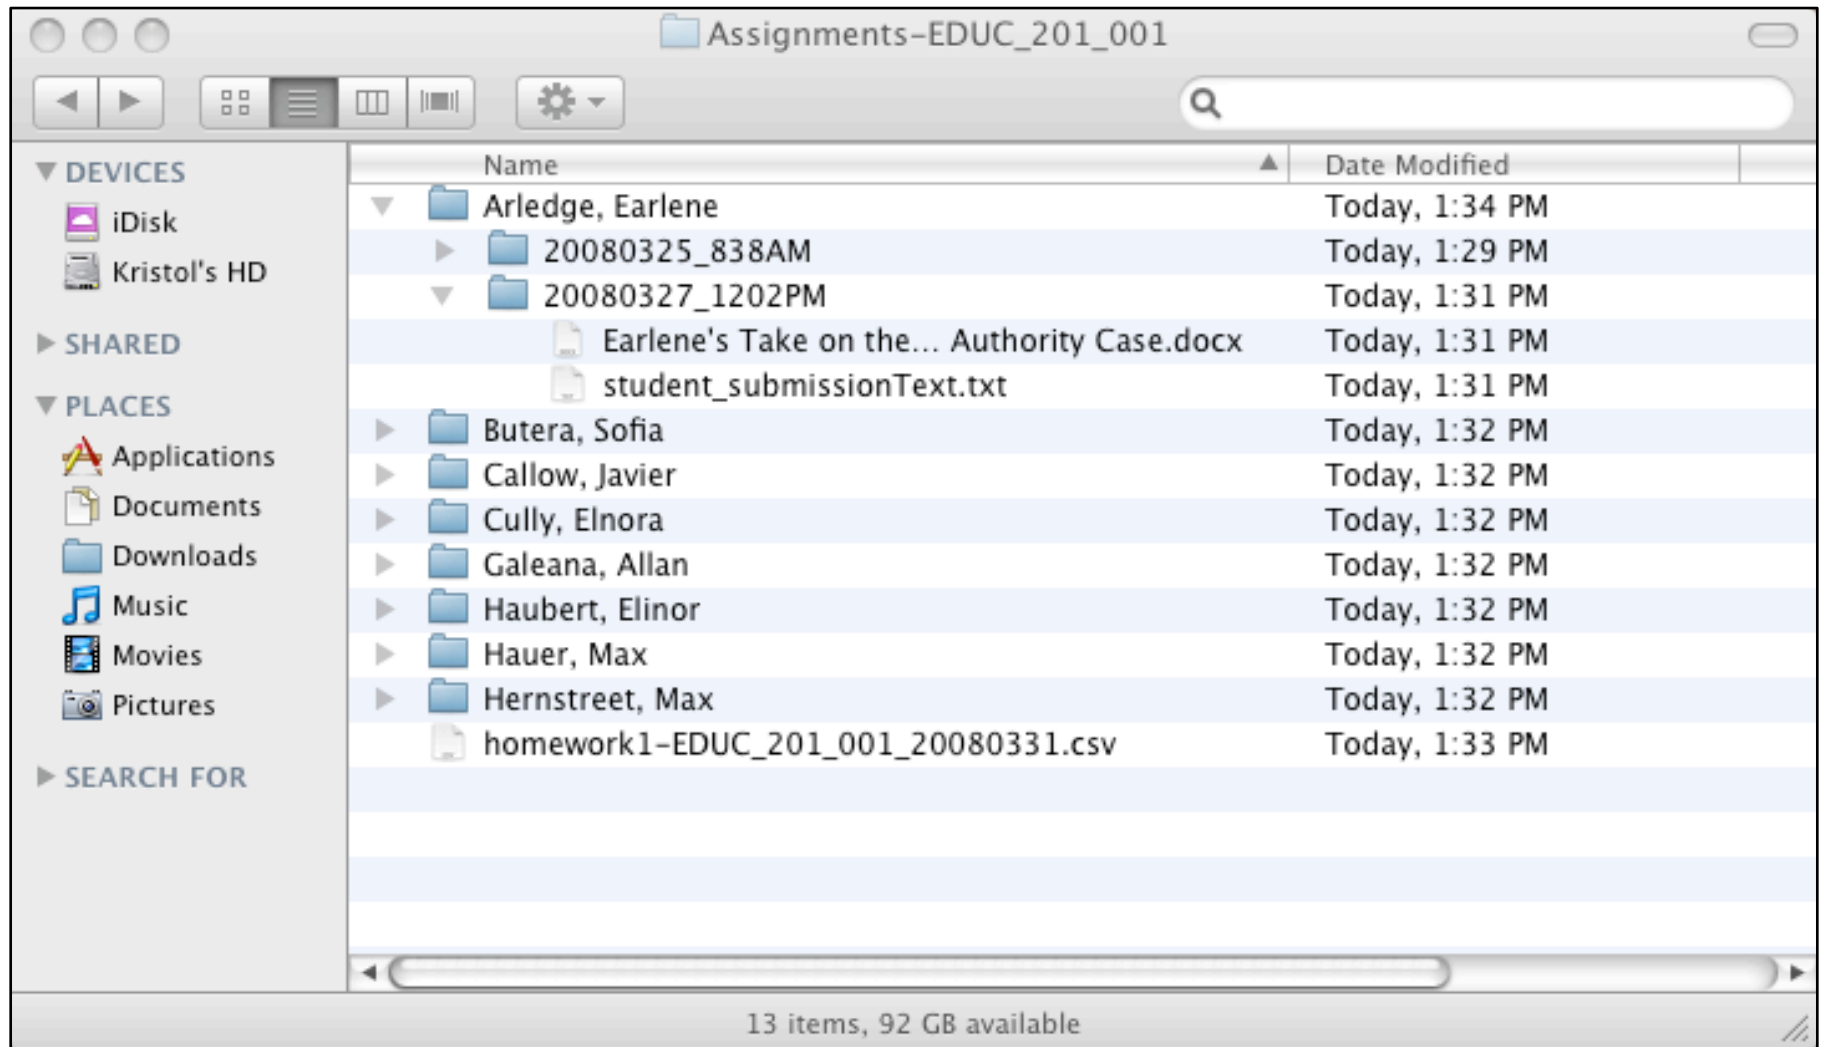 Assignments-EDUC_201_001
DEVICES
iDisk
Kristol's HD
SHARED
PLACES
Applications
Documents
Downloads
Music
Movies
Pictures
SEARCH FOR
Name Date Modified
Arledge, Earlene Today, 1:34 PM
20080325_838AM Today, 1:29 PM
20080327_1202PM Today, 1:31 PM
Earlene's Take on the... Authority Case.docx Today, 1:31 PM
student_submissionText.txt Today, 1:31 PM
Butera, Sofia Today, 1:32 PM
Callow, Javier Today, 1:32 PM
Cully, Elnora Today, 1:32 PM
Galeana, Allan Today, 1:32 PM
Haubert, Elinor Today, 1:32 PM
Hauer, Max Today, 1:32 PM
Hernstreet, Max Today, 1:32 PM
homework1-EDUC_201_001_20080331.csv Today, 1:33 PM
13 items, 92 GB available